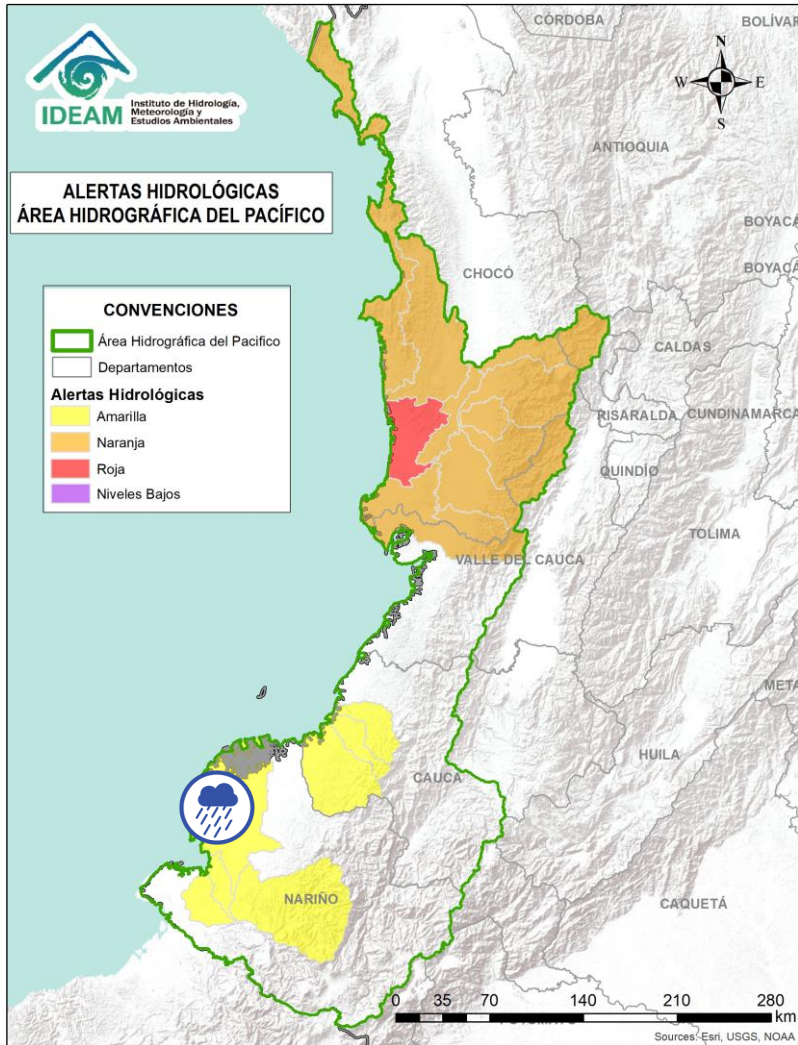 CÓRDOBA
BOLÍVAR
N
W
E
S
IDEAM
Instituto de Hidrología,
Meteorología y
Estudios Ambientales
ANTIOQUIA
ALERTAS HIDROLÓGICAS
ÁREA HIDROGRÁFICA DEL PACÍFICO
BOYACÁ
CHOCÓ
BOYACÁ
CONVENCIONES
Área Hidrográfica del Pacifico
Departamentos
Alertas Hidrológicas
Amarilla
Naranja
Roja
Niveles Bajos
CALDAS
RISARALDA
CUNDINAMARCA
QUINDÍO
TOLIMA
VALLE DEL CAUCA
META
HUILA
CAUCA
NARIÑO
CAQUETÁ
0 35 70 140 210 280
km
Sources: Esri, USGS, NOAA